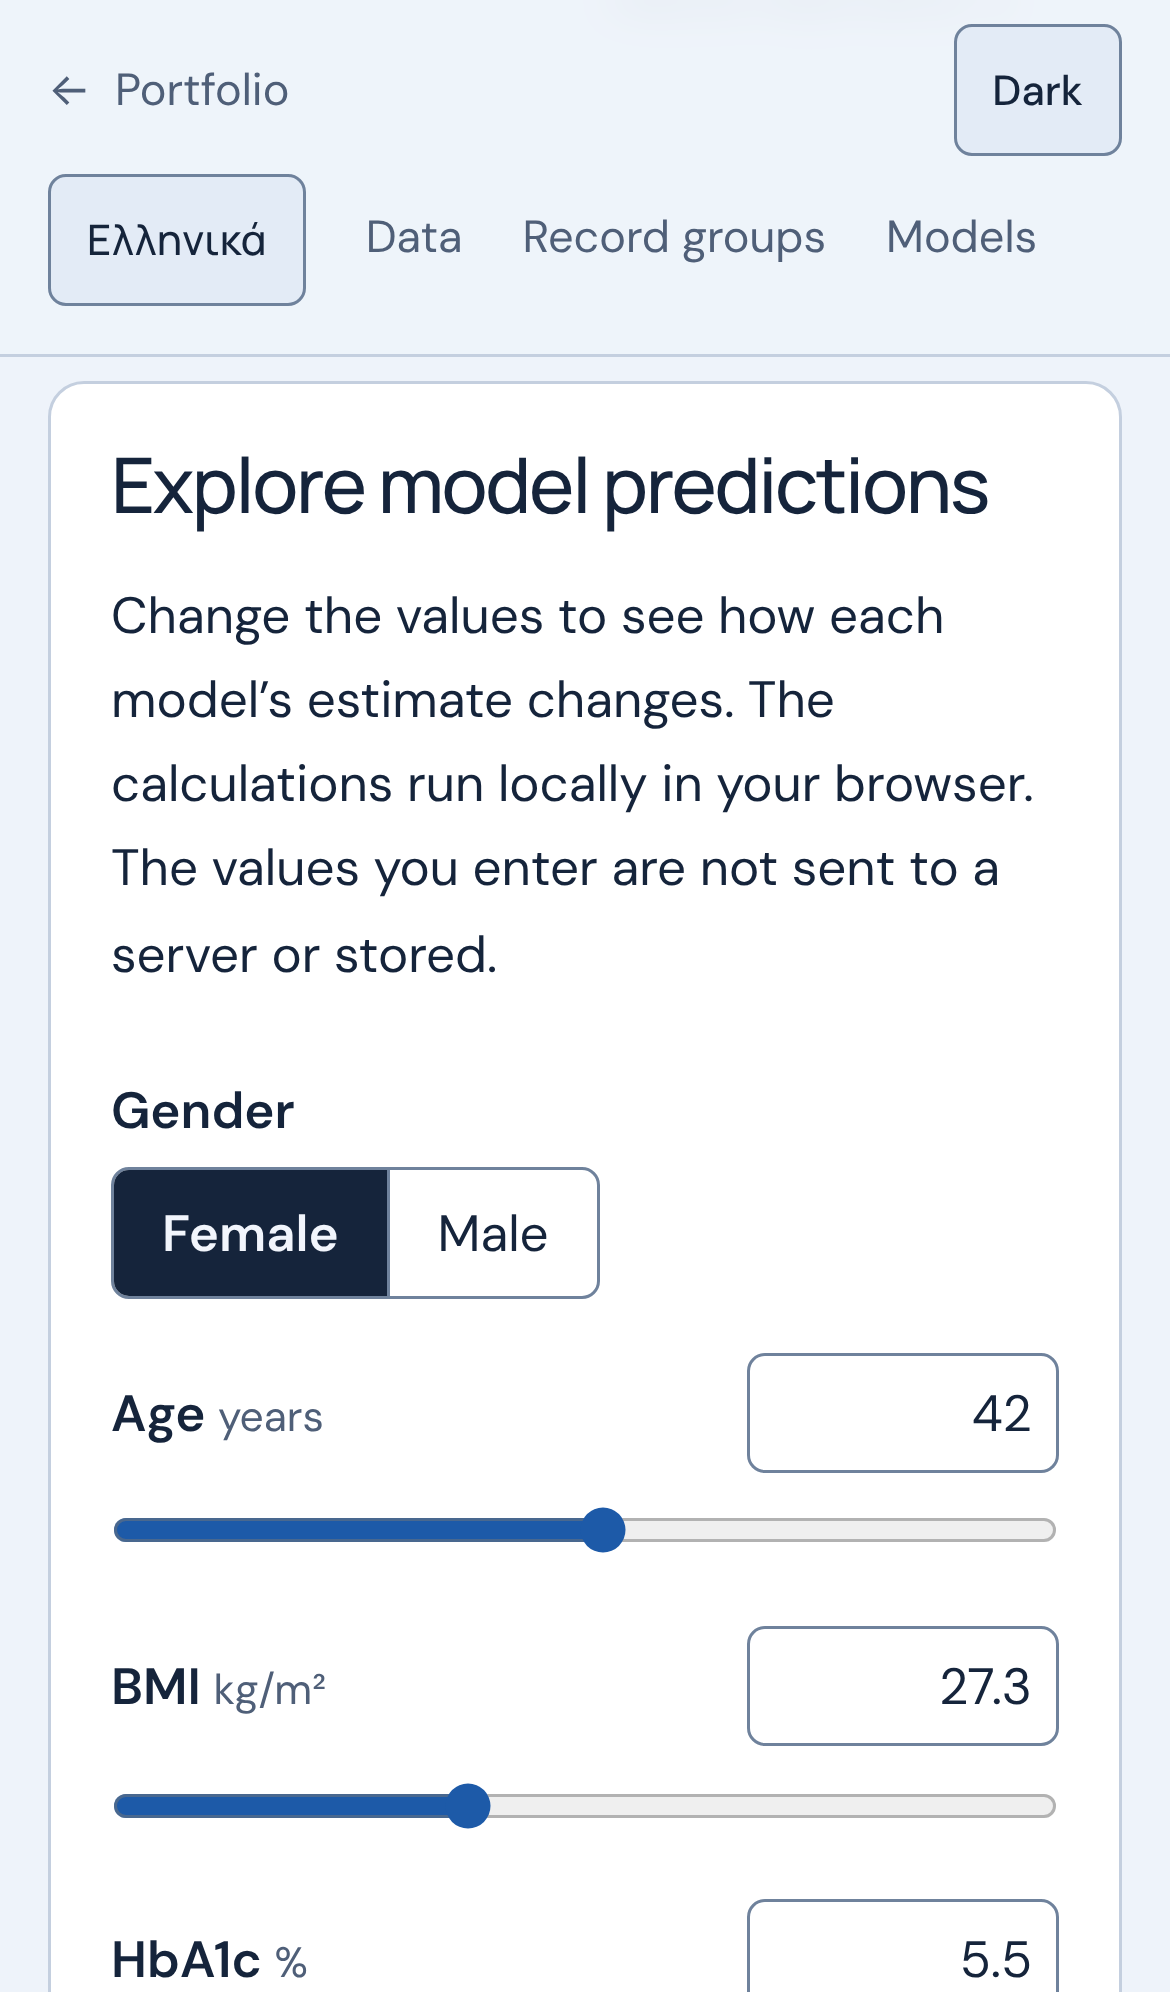 ← Portfolio
Dark
Ελληνικά
Data
Record groups
Models
Explore model predictions
Change the values to see how each
model’s estimate changes. The
calculations run locally in your browser.
The values you enter are not sent to a
server or stored.
Gender
Female
Male
Age years
42
BMI kg/m²
27.3
HbA1c %
5.5